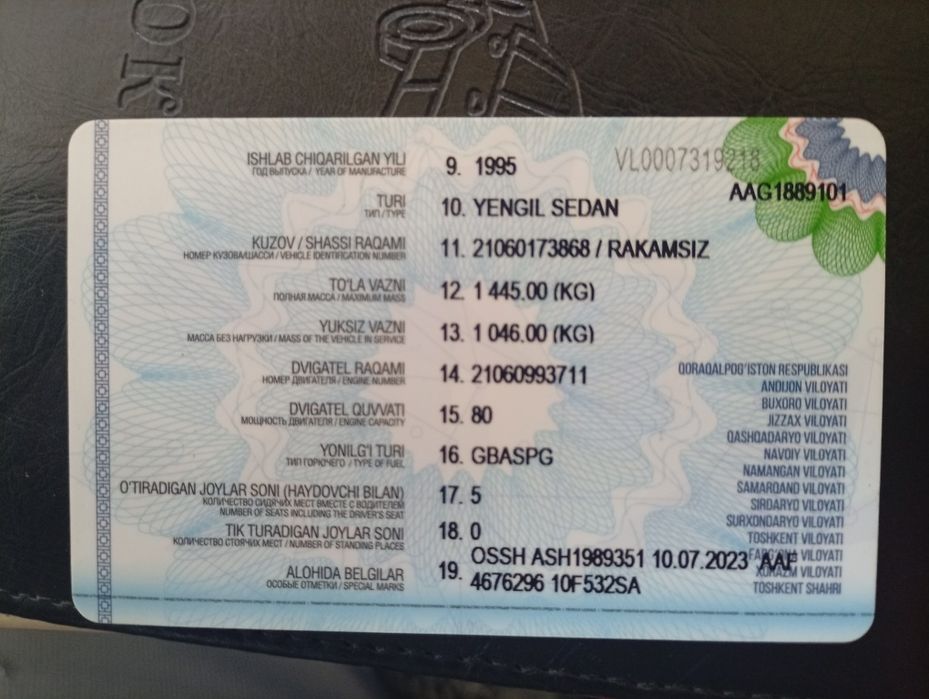 ОК
ISHLAB CHIQARILGAN YILI
ГОД ВЫПУСКА / YEAR OF MANUFACTURE
9. 1995
VL0007319218
AAG1889101
TURI
ТИП / TYPE
10. YENGIL SEDAN
KUZOV / SHASSI RAQAMI
НОМЕР КУЗОВА/ШАССИ / VEHICLE IDENTIFICATION NUMBER
11. 21060173868 / RAKAMSIZ
TO'LA VAZNI
ПОЛНАЯ МАССА / MAXIMUM MASS
12. 1 445.00 (KG)
YUKSIZ VAZNI
МАССА БЕЗ НАГРУЗКИ / MASS OF THE VEHICLE IN SERVICE
13. 1 046.00 (KG)
DVIGATEL RAQAMI
НОМЕР ДВИГАТЕЛЯ / ENGINE NUMBER
14. 21060993711
DVIGATEL QUVVATI
МОЩНОСТЬ ДВИГАТЕЛЯ / ENGINE CAPACITY
15. 80
YONILG'I TURI
ТИП ГОРЮЧЕГО / TYPE OF FUEL
16. GBASPG
O'TIRADIGAN JOYLAR SONI (HAYDOVCHI BILAN)
КОЛИЧЕСТВО СИДЯЧИХ МЕСТ ВМЕСТЕ С ВОДИТЕЛЕМ
NUMBER OF SEATS INCLUDING THE DRIVER'S SEAT
17. 5
TIK TURADIGAN JOYLAR SONI
КОЛИЧЕСТВО СТОЯЧИХ МЕСТ / NUMBER OF STANDING PLACES
18. 0
ALOHIDA BELGILAR
ОСОБЫЕ ОТМЕТКИ / SPECIAL MARKS
19. OSSH ASH1989351 10.07.2023 AAF
4676296 10F532SA
QORAQALPOG'ISTON RESPUBLIKASI
ANDIJON VILOYATI
BUXORO VILOYATI
JIZZAX VILOYATI
QASHQADARYO VILOYATI
NAVOIY VILOYATI
NAMANGAN VILOYATI
SAMARQAND VILOYATI
SIRDARYO VILOYATI
SURXONDARYO VILOYATI
TOSHKENT VILOYATI
FARG'ONA VILOYATI
XORAZM VILOYATI
TOSHKENT SHAHRI